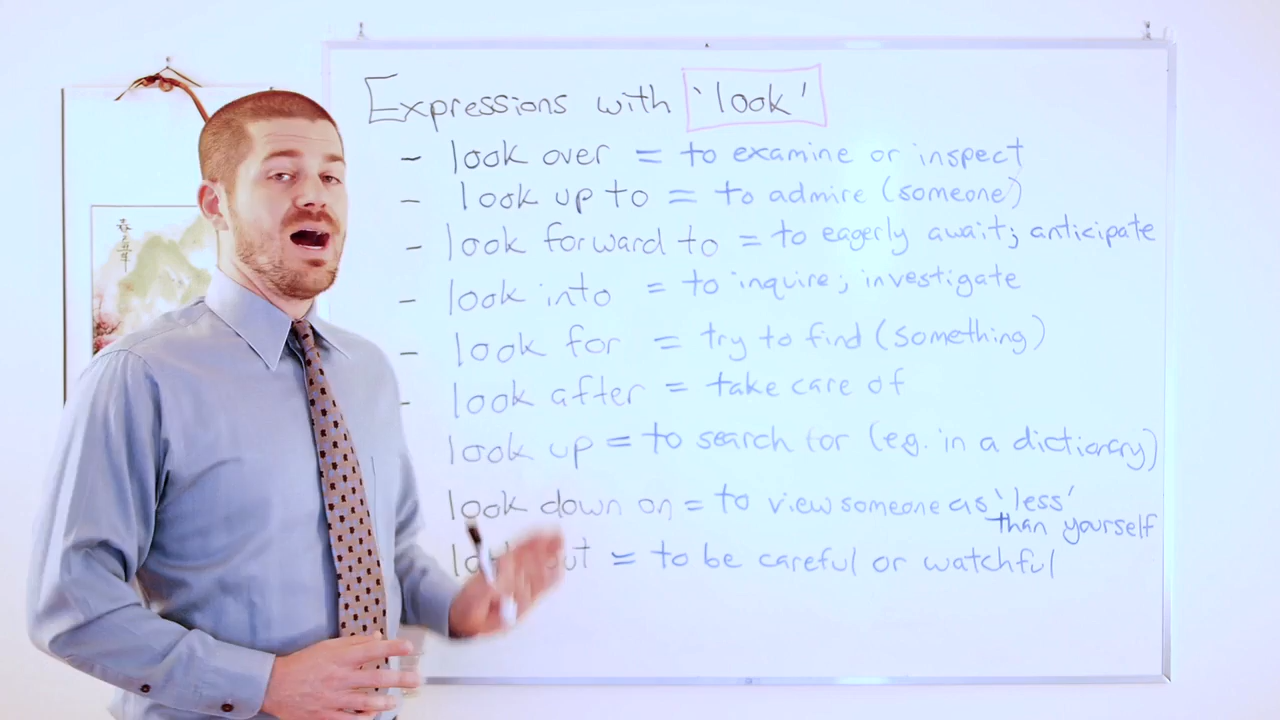 Expressions with 'look'
- look over = to examine or inspect
- look up to = to admire (someone)
- look forward to = to eagerly await; anticipate
- look into = to inquire; investigate
- look for = try to find (something)
- look after = take care of
look up = to search for (e.g. in a dictionary)
look down on = to view someone as 'less'
than yourself
look out = to be careful or watchful